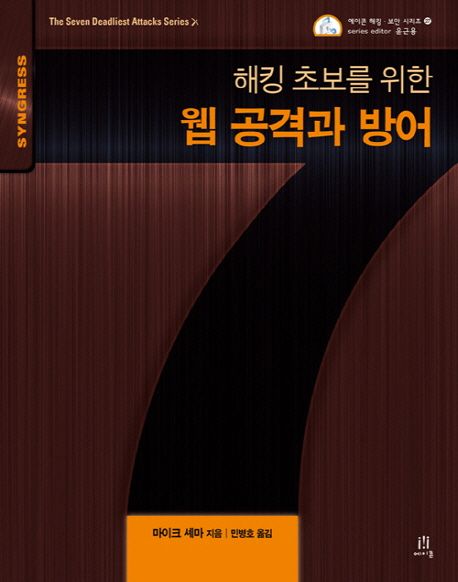 The Seven Deadliest Attacks Series
에이콘 해킹 · 보안 시리즈 27
series editor 윤근용
SYNGRESS
해킹 초보를 위한
웹 공격과 방어
7
마이크 셰마 지음 | 민병호 옮김
에이콘